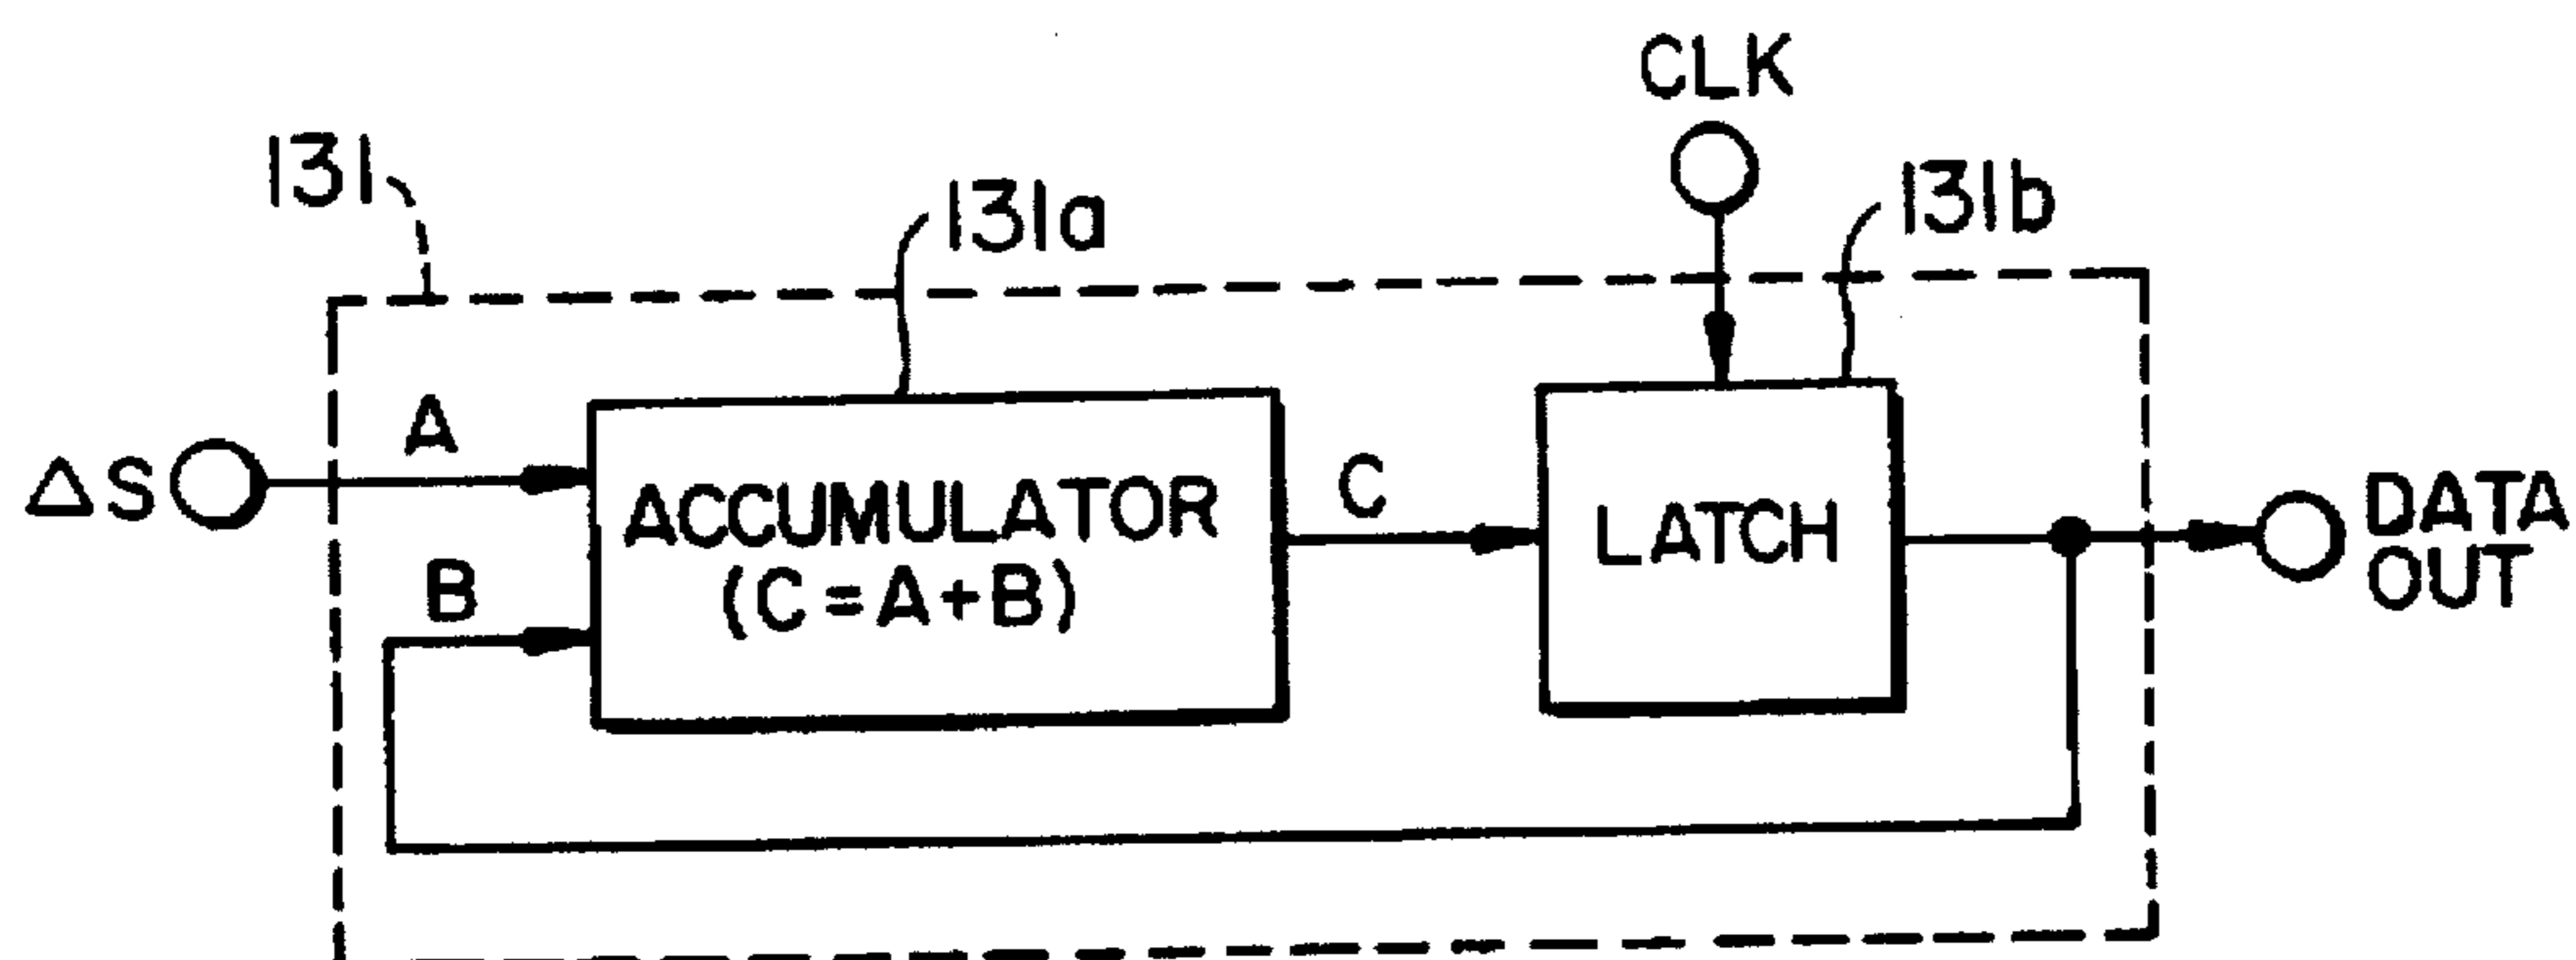 CLK
131
131a
131b
A
ΔS
ACCUMULATOR
(C=A+B)
C
LATCH
DATA
OUT
B